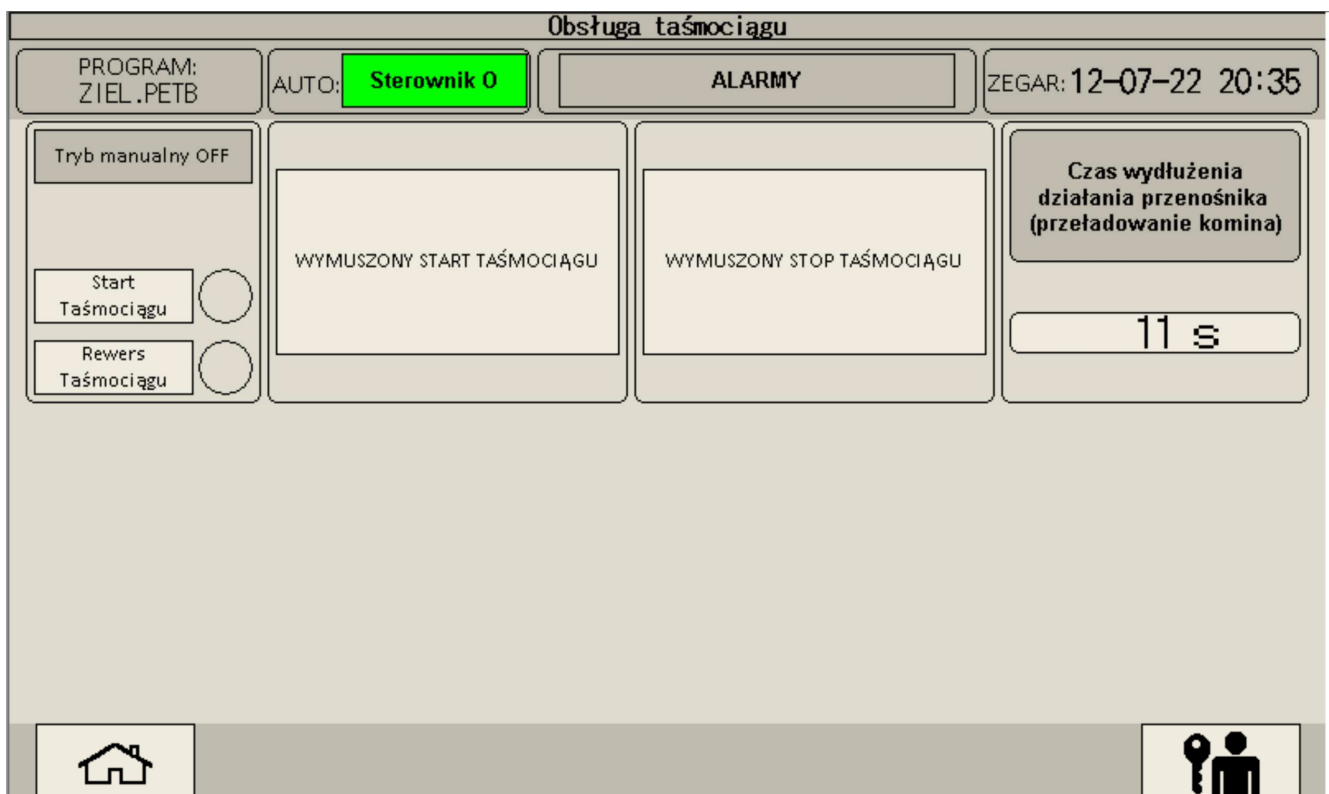 Obsługa taśmociągu
PROGRAM:
ZIEL.PETB
AUTO:
Sterownik 0
ALARMY
ZEGAR: 12-07-22 20:35
Tryb manualny OFF
Start
Taśmociągu
Rewers
Taśmociągu
WYMUSZONY START TAŚMOCIĄGU
WYMUSZONY STOP TAŚMOCIĄGU
Czas wydłużenia
działania przenośnika
(przeładowanie komina)
11 s